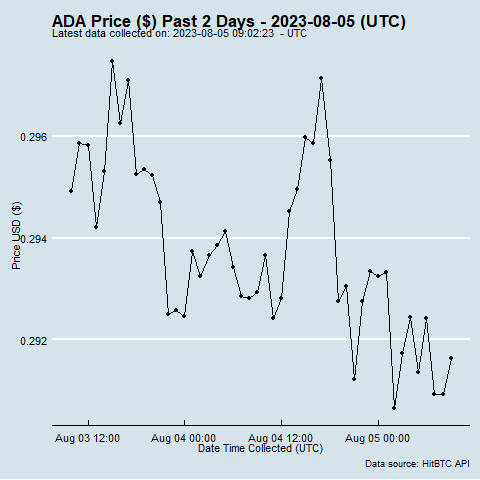 ADA Price ($) Past 2 Days - 2023-08-05 (UTC)
Latest data collected on: 2023-08-05 09:02:23 - UTC
0.296
0.294
0.292
Price USD ($)
Aug 03 12:00 Aug 04 00:00 Aug 04 12:00 Aug 05 00:00
Date Time Collected (UTC)
Data source: HitBTC API